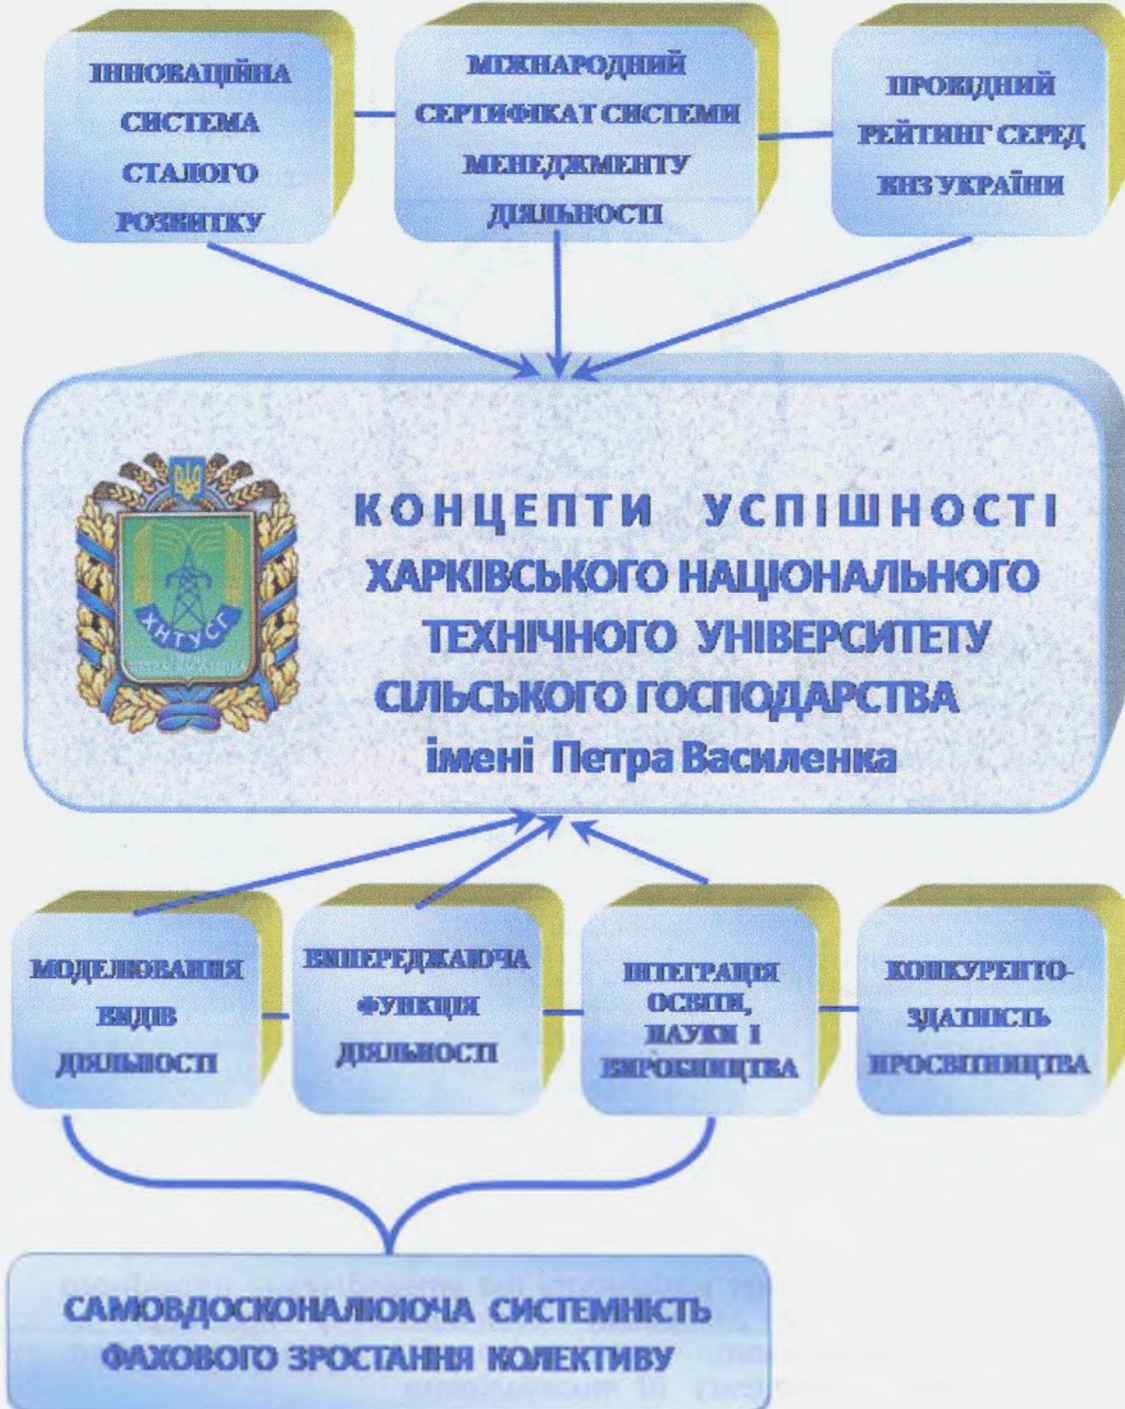 ІННОВАЦІЙНА
СИСТЕМА
СТАЛОГО
РОЗВИТКУ
МІЖНАРОДНИЙ
СЕРТИФІКАТ СИСТЕМИ
МЕНЕДЖМЕНТУ
ДІЯЛЬНОСТІ
ПРОВІДНИЙ
РЕЙТИНГ СЕРЕД
ВНЗ УКРАЇНИ
КОНЦЕПТИ УСПІШНОСТІ
ХАРКІВСЬКОГО НАЦІОНАЛЬНОГО
ТЕХНІЧНОГО УНІВЕРСИТЕТУ
СІЛЬСЬКОГО ГОСПОДАРСТВА
імені Петра Василенка
ХНТУСГ
МОДЕЛЮВАННЯ
ВИДІВ
ДІЯЛЬНОСТІ
ВИПЕРЕДЖАЮЧА
ФУНКЦІЯ
ДІЯЛЬНОСТІ
ІНТЕГРАЦІЯ
ОСВІТИ,
НАУКИ І
ВИРОБНИЦТВА
КОНКУРЕНТО-
ЗДАТНІСТЬ
ПРОСВІТНИЦТВА
САМОВДОСКОНАЛЮЮЧА СИСТЕМНІСТЬ
ФАХОВОГО ЗРОСТАННЯ КОЛЕКТИВУ